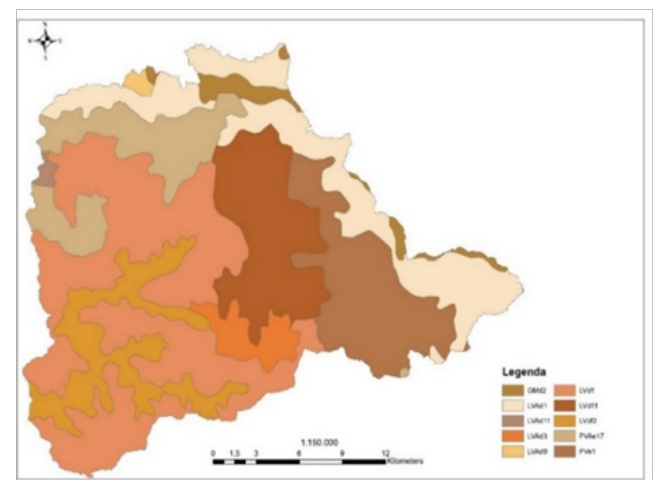 N
Legenda
GMd2 LVd1
LVAd1 LVd11
LVAd11 LVd2
LVAd3 PVAe17
LVAd9 PVe1
1:150.000
0 1,5 3 6 9 12
Kilometers